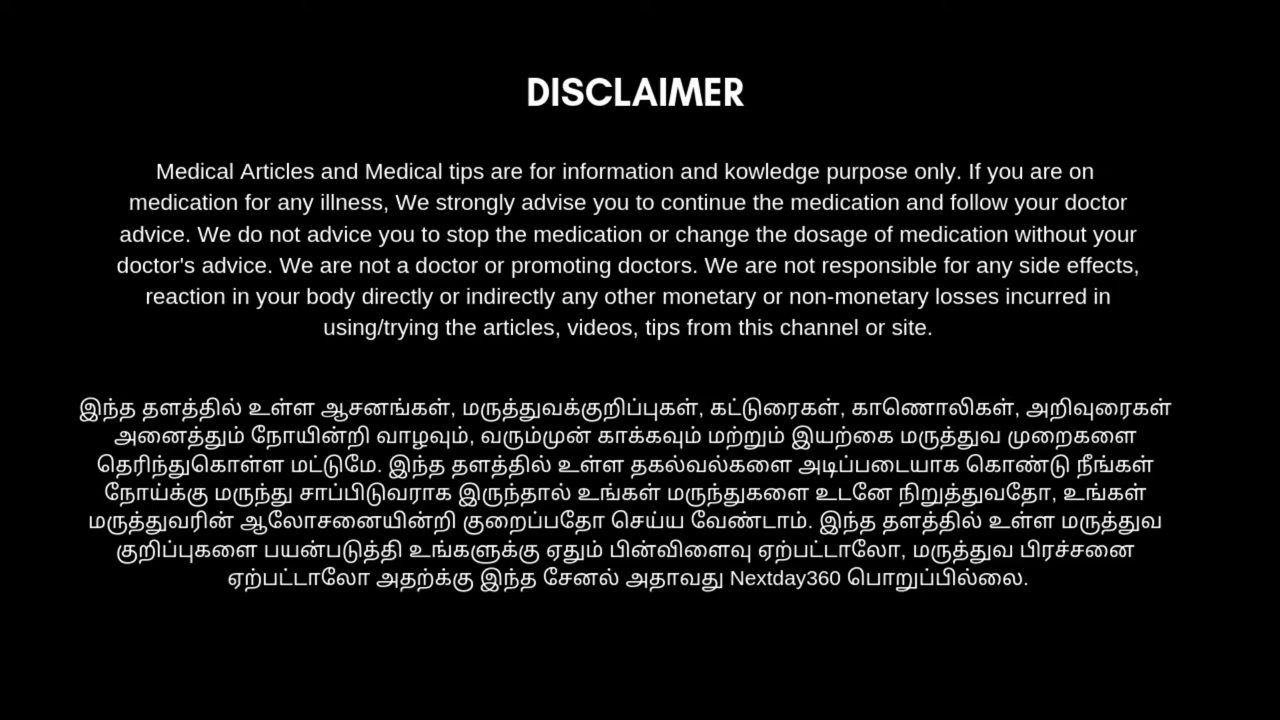 DISCLAIMER
Medical Articles and Medical tips are for information and kowledge purpose only. If you are on
medication for any illness, We strongly advise you to continue the medication and follow your doctor
advice. We do not advice you to stop the medication or change the dosage of medication without your
doctor's advice. We are not a doctor or promoting doctors. We are not responsible for any side effects,
reaction in your body directly or indirectly any other monetary or non-monetary losses incurred in
using/trying the articles, videos, tips from this channel or site.
இந்த தளத்தில் உள்ள ஆசனங்கள், மருத்துவக்குறிப்புகள், கட்டுரைகள், காணொலிகள், அறிவுரைகள்
அனைத்தும் நோயின்றி வாழவும், வரும்முன் காக்கவும் மற்றும் இயற்கை மருத்துவ முறைகளை
தெரிந்துகொள்ள மட்டுமே. இந்த தளத்தில் உள்ள தகல்வல்களை அடிப்படையாக கொண்டு நீங்கள்
நோய்க்கு மருந்து சாப்பிடுவராக இருந்தால் உங்கள் மருந்துகளை உடனே நிறுத்துவதோ, உங்கள்
மருத்துவரின் ஆலோசனையின்றி குறைப்பதோ செய்ய வேண்டாம். இந்த தளத்தில் உள்ள மருத்துவ
குறிப்புகளை பயன்படுத்தி உங்களுக்கு ஏதும் பின்விளைவு ஏற்பட்டாலோ, மருத்துவ பிரச்சனை
ஏற்பட்டாலோ அதற்க்கு இந்த சேனல் அதாவது Nextday360 பொறுப்பில்லை.